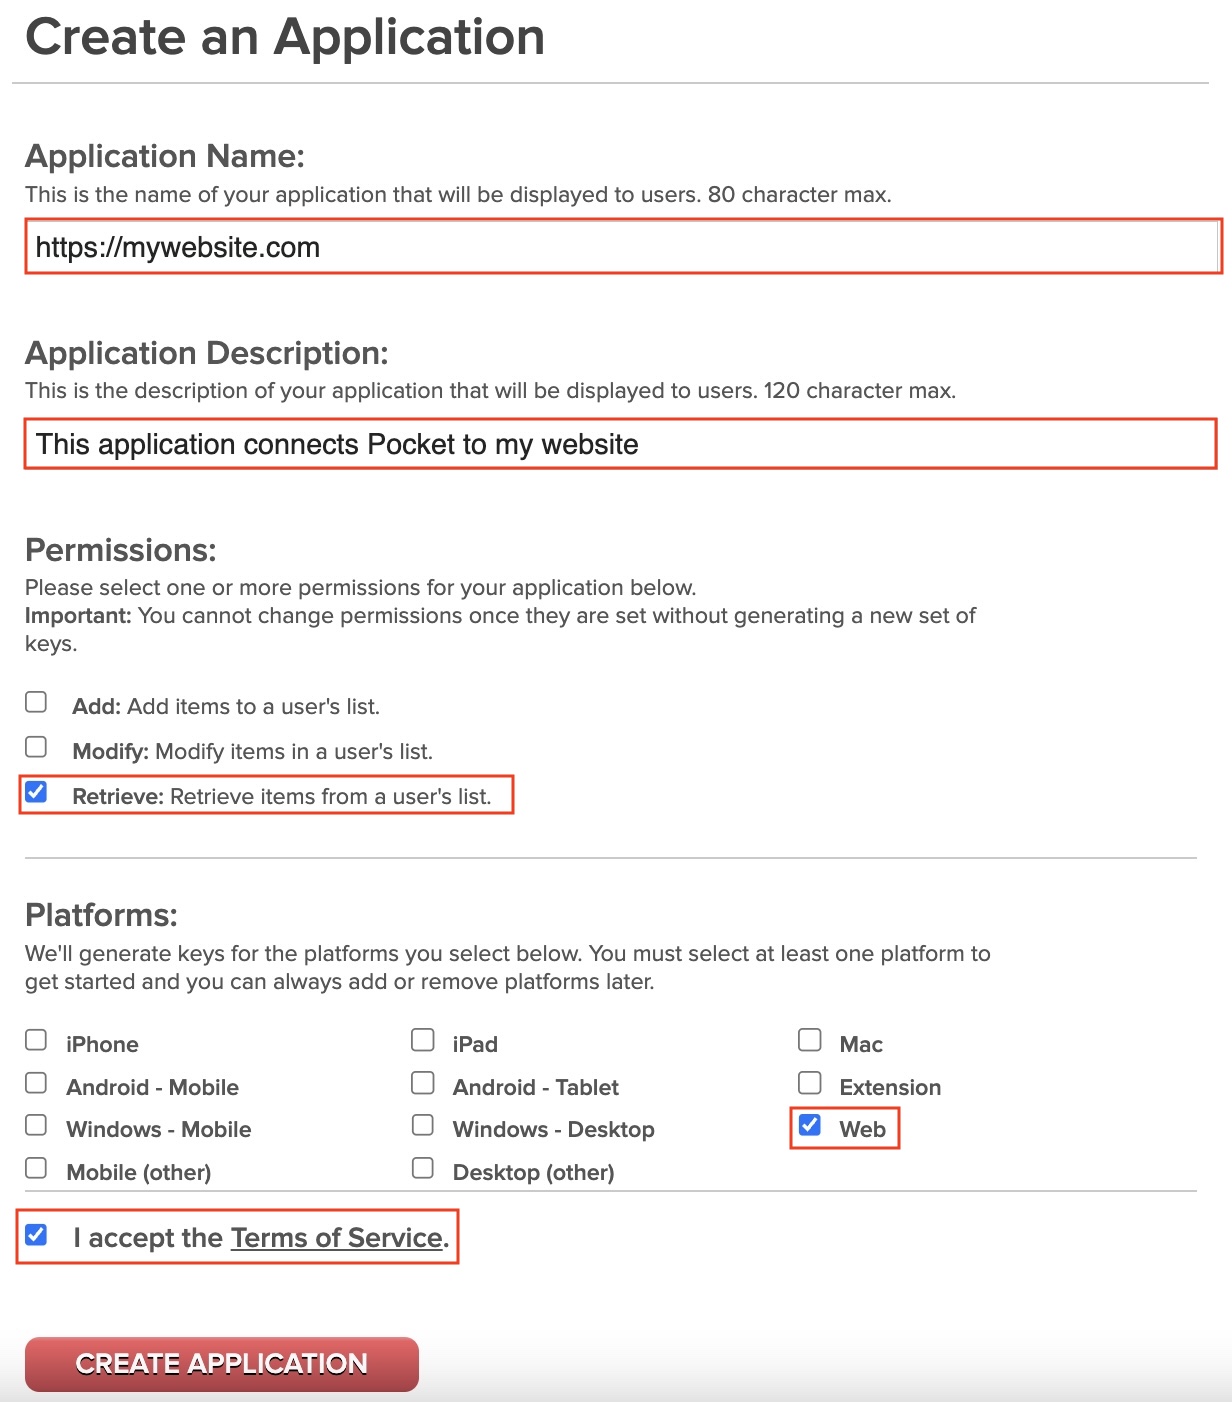 Create an Application
Application Name:
This is the name of your application that will be displayed to users. 80 character max.
https://mywebsite.com
Application Description:
This is the description of your application that will be displayed to users. 120 character max.
This application connects Pocket to my website
Permissions:
Please select one or more permissions for your application below.
Important: You cannot change permissions once they are set without generating a new set of
keys.
Add: Add items to a user's list.
Modify: Modify items in a user's list.
Retrieve: Retrieve items from a user's list.
Platforms:
We'll generate keys for the platforms you select below. You must select at least one platform to
get started and you can always add or remove platforms later.
iPhone iPad Mac
Android - Mobile Android - Tablet Extension
Windows - Mobile Windows - Desktop Web
Mobile (other) Desktop (other)
I accept the Terms of Service.
CREATE APPLICATION